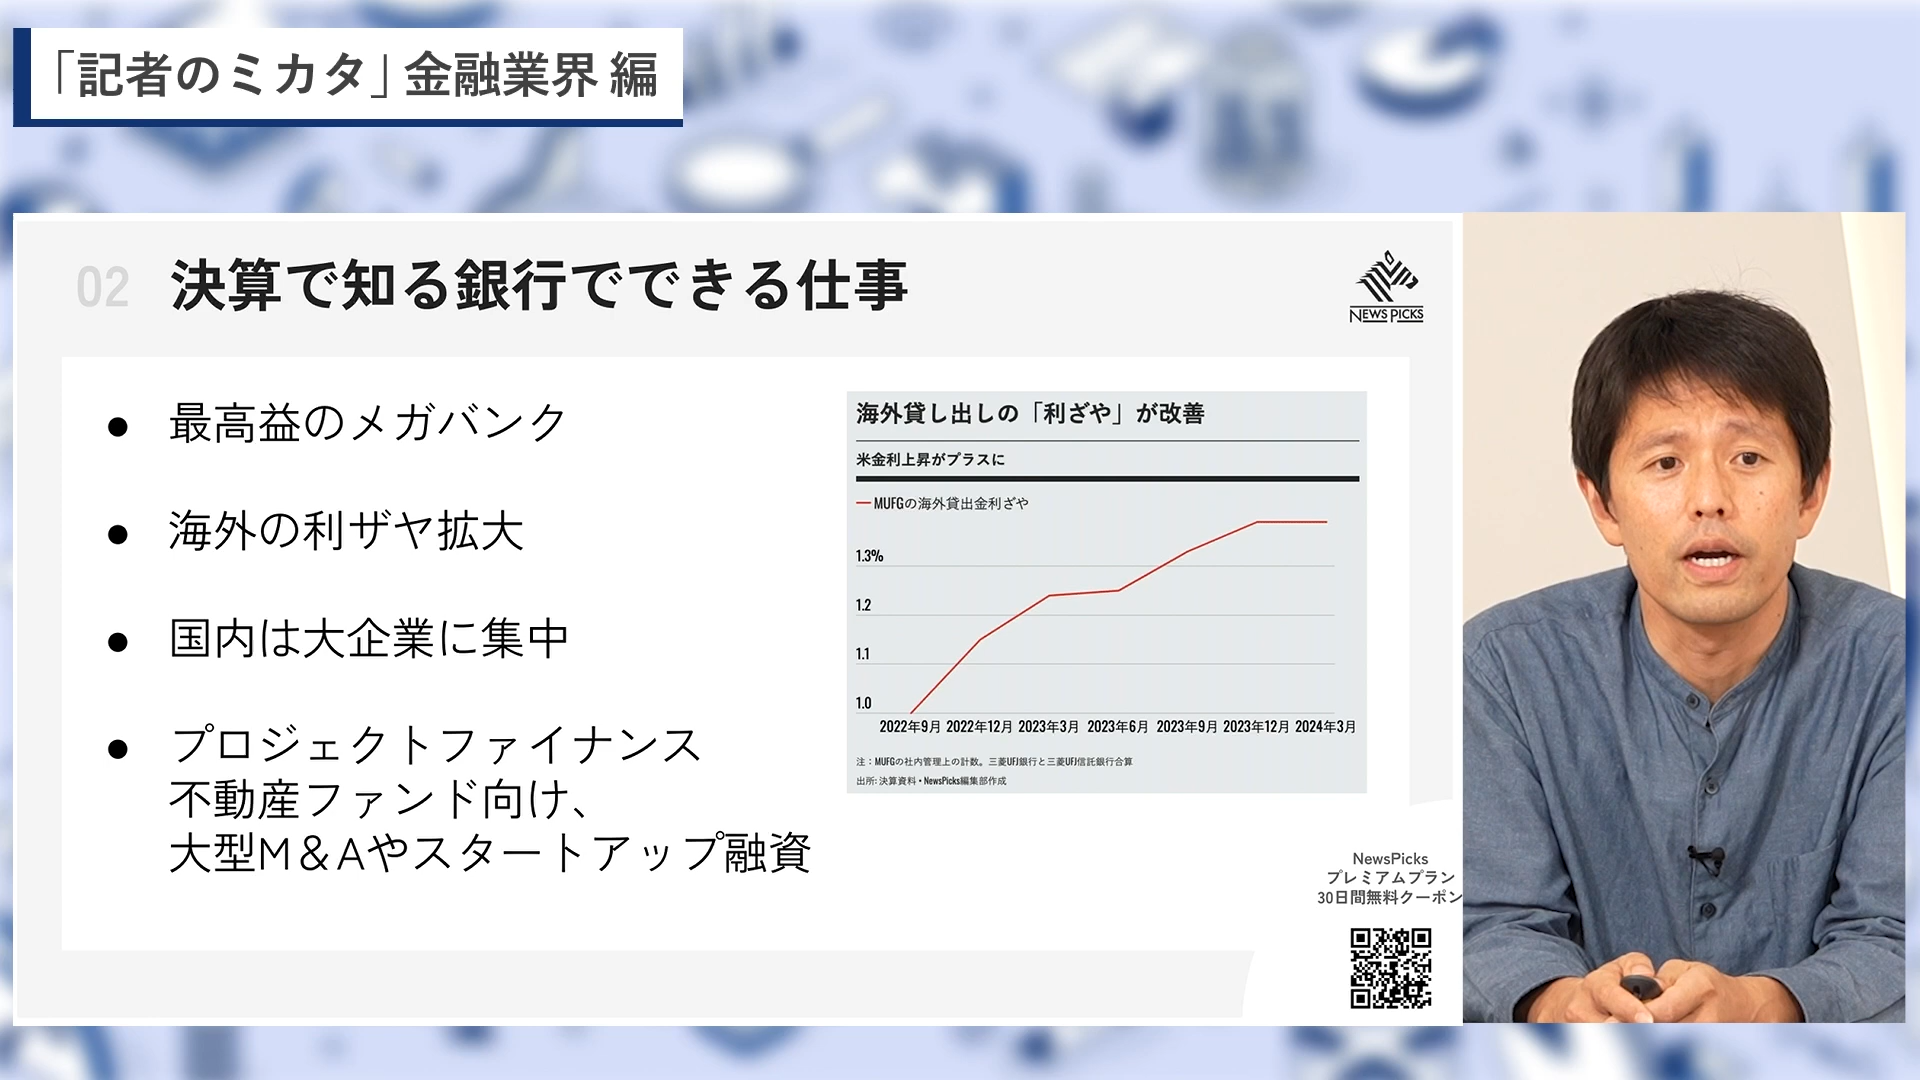 「記者のミカタ」金融業界 編
02 決算で知る銀行でできる仕事
NEWSPICKS
● 最高益のメガバンク
● 海外の利ザヤ拡大
● 国内は大企業に集中
● プロジェクトファイナンス
不動産ファンド向け、
大型M＆Aやスタートアップ融資
海外貸し出しの「利ざや」が改善
米金利上昇がプラスに
MUFGの海外貸出金利ざや
1.3%
1.2
1.1
1.0
2022年9月 2022年12月 2023年3月 2023年6月 2023年9月 2023年12月 2024年3月
注：MUFGの社内管理上の計数。三菱UFJ銀行と三菱UFJ信託銀行合算
出所: 決算資料 • NewsPicks編集部作成
NewsPicks
プレミアムプラン
30日間無料クーポン